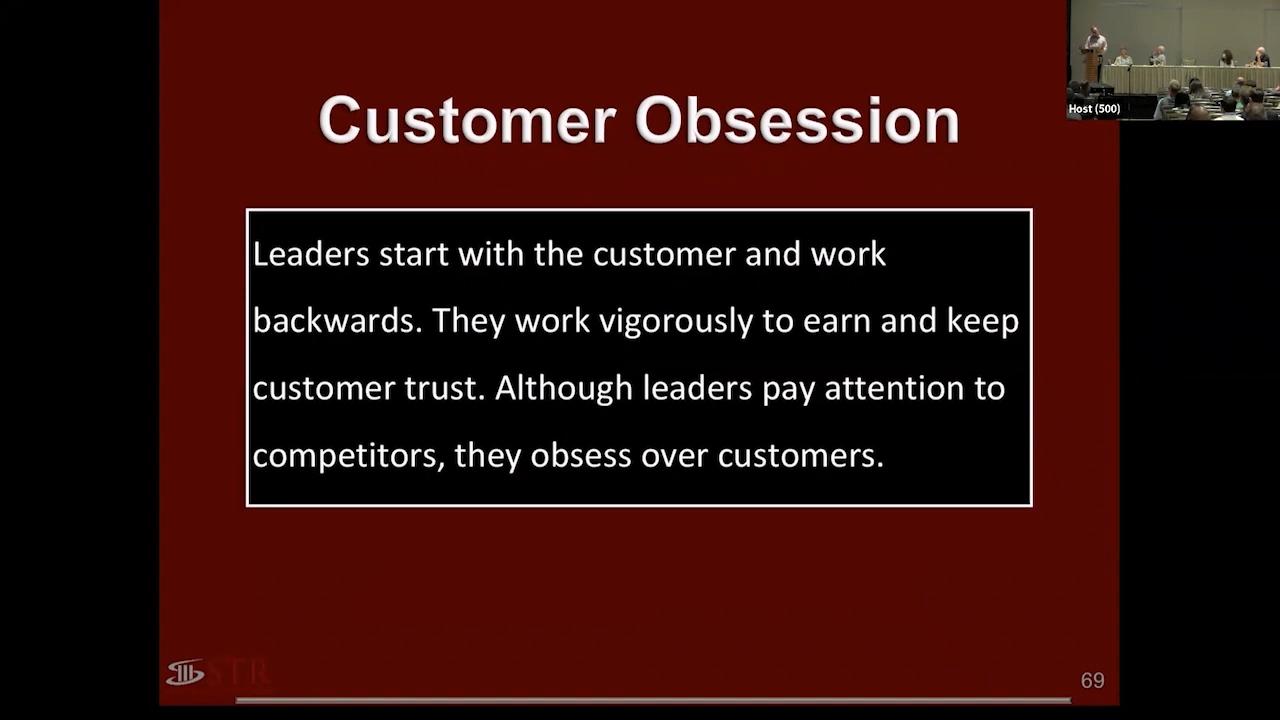 Customer Obsession
Host (500)
Leaders start with the customer and work
backwards. They work vigorously to earn and keep
customer trust. Although leaders pay attention to
competitors, they obsess over customers.
STR
69